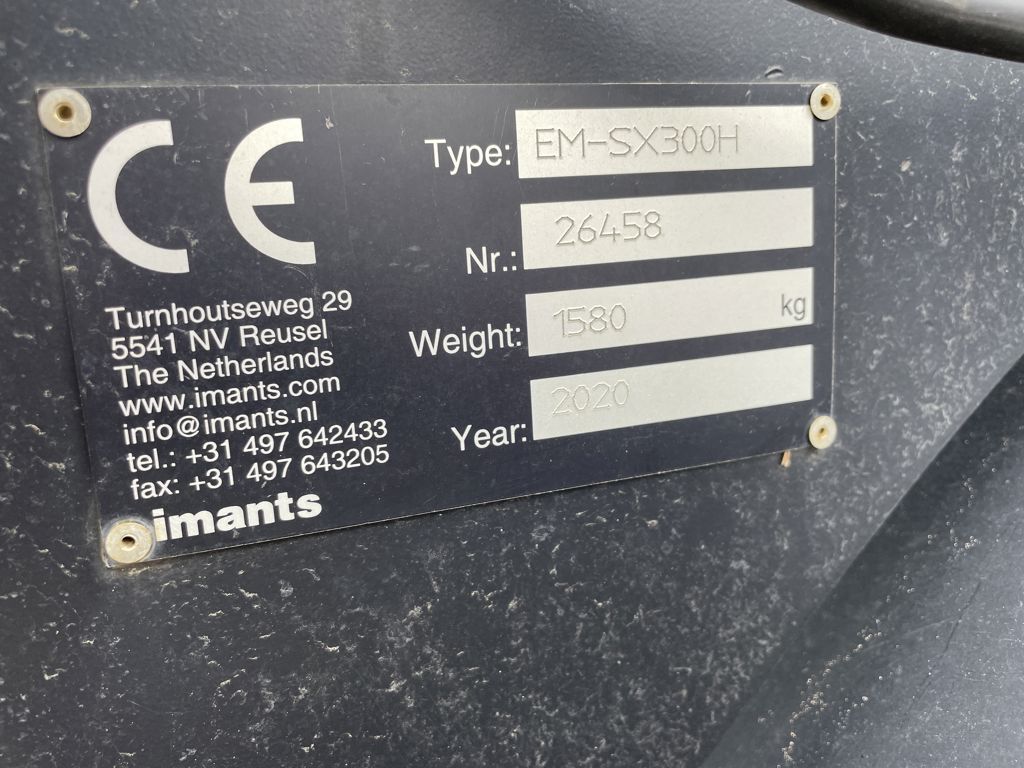 CE
Type: EM-SX300H
Nr.: 26458
Weight: 1580 kg
Year: 2020
Turnhoutseweg 29
5541 NV Reusel
The Netherlands
www.imants.com
info@imants.nl
tel.: +31 497 642433
fax: +31 497 643205
imants